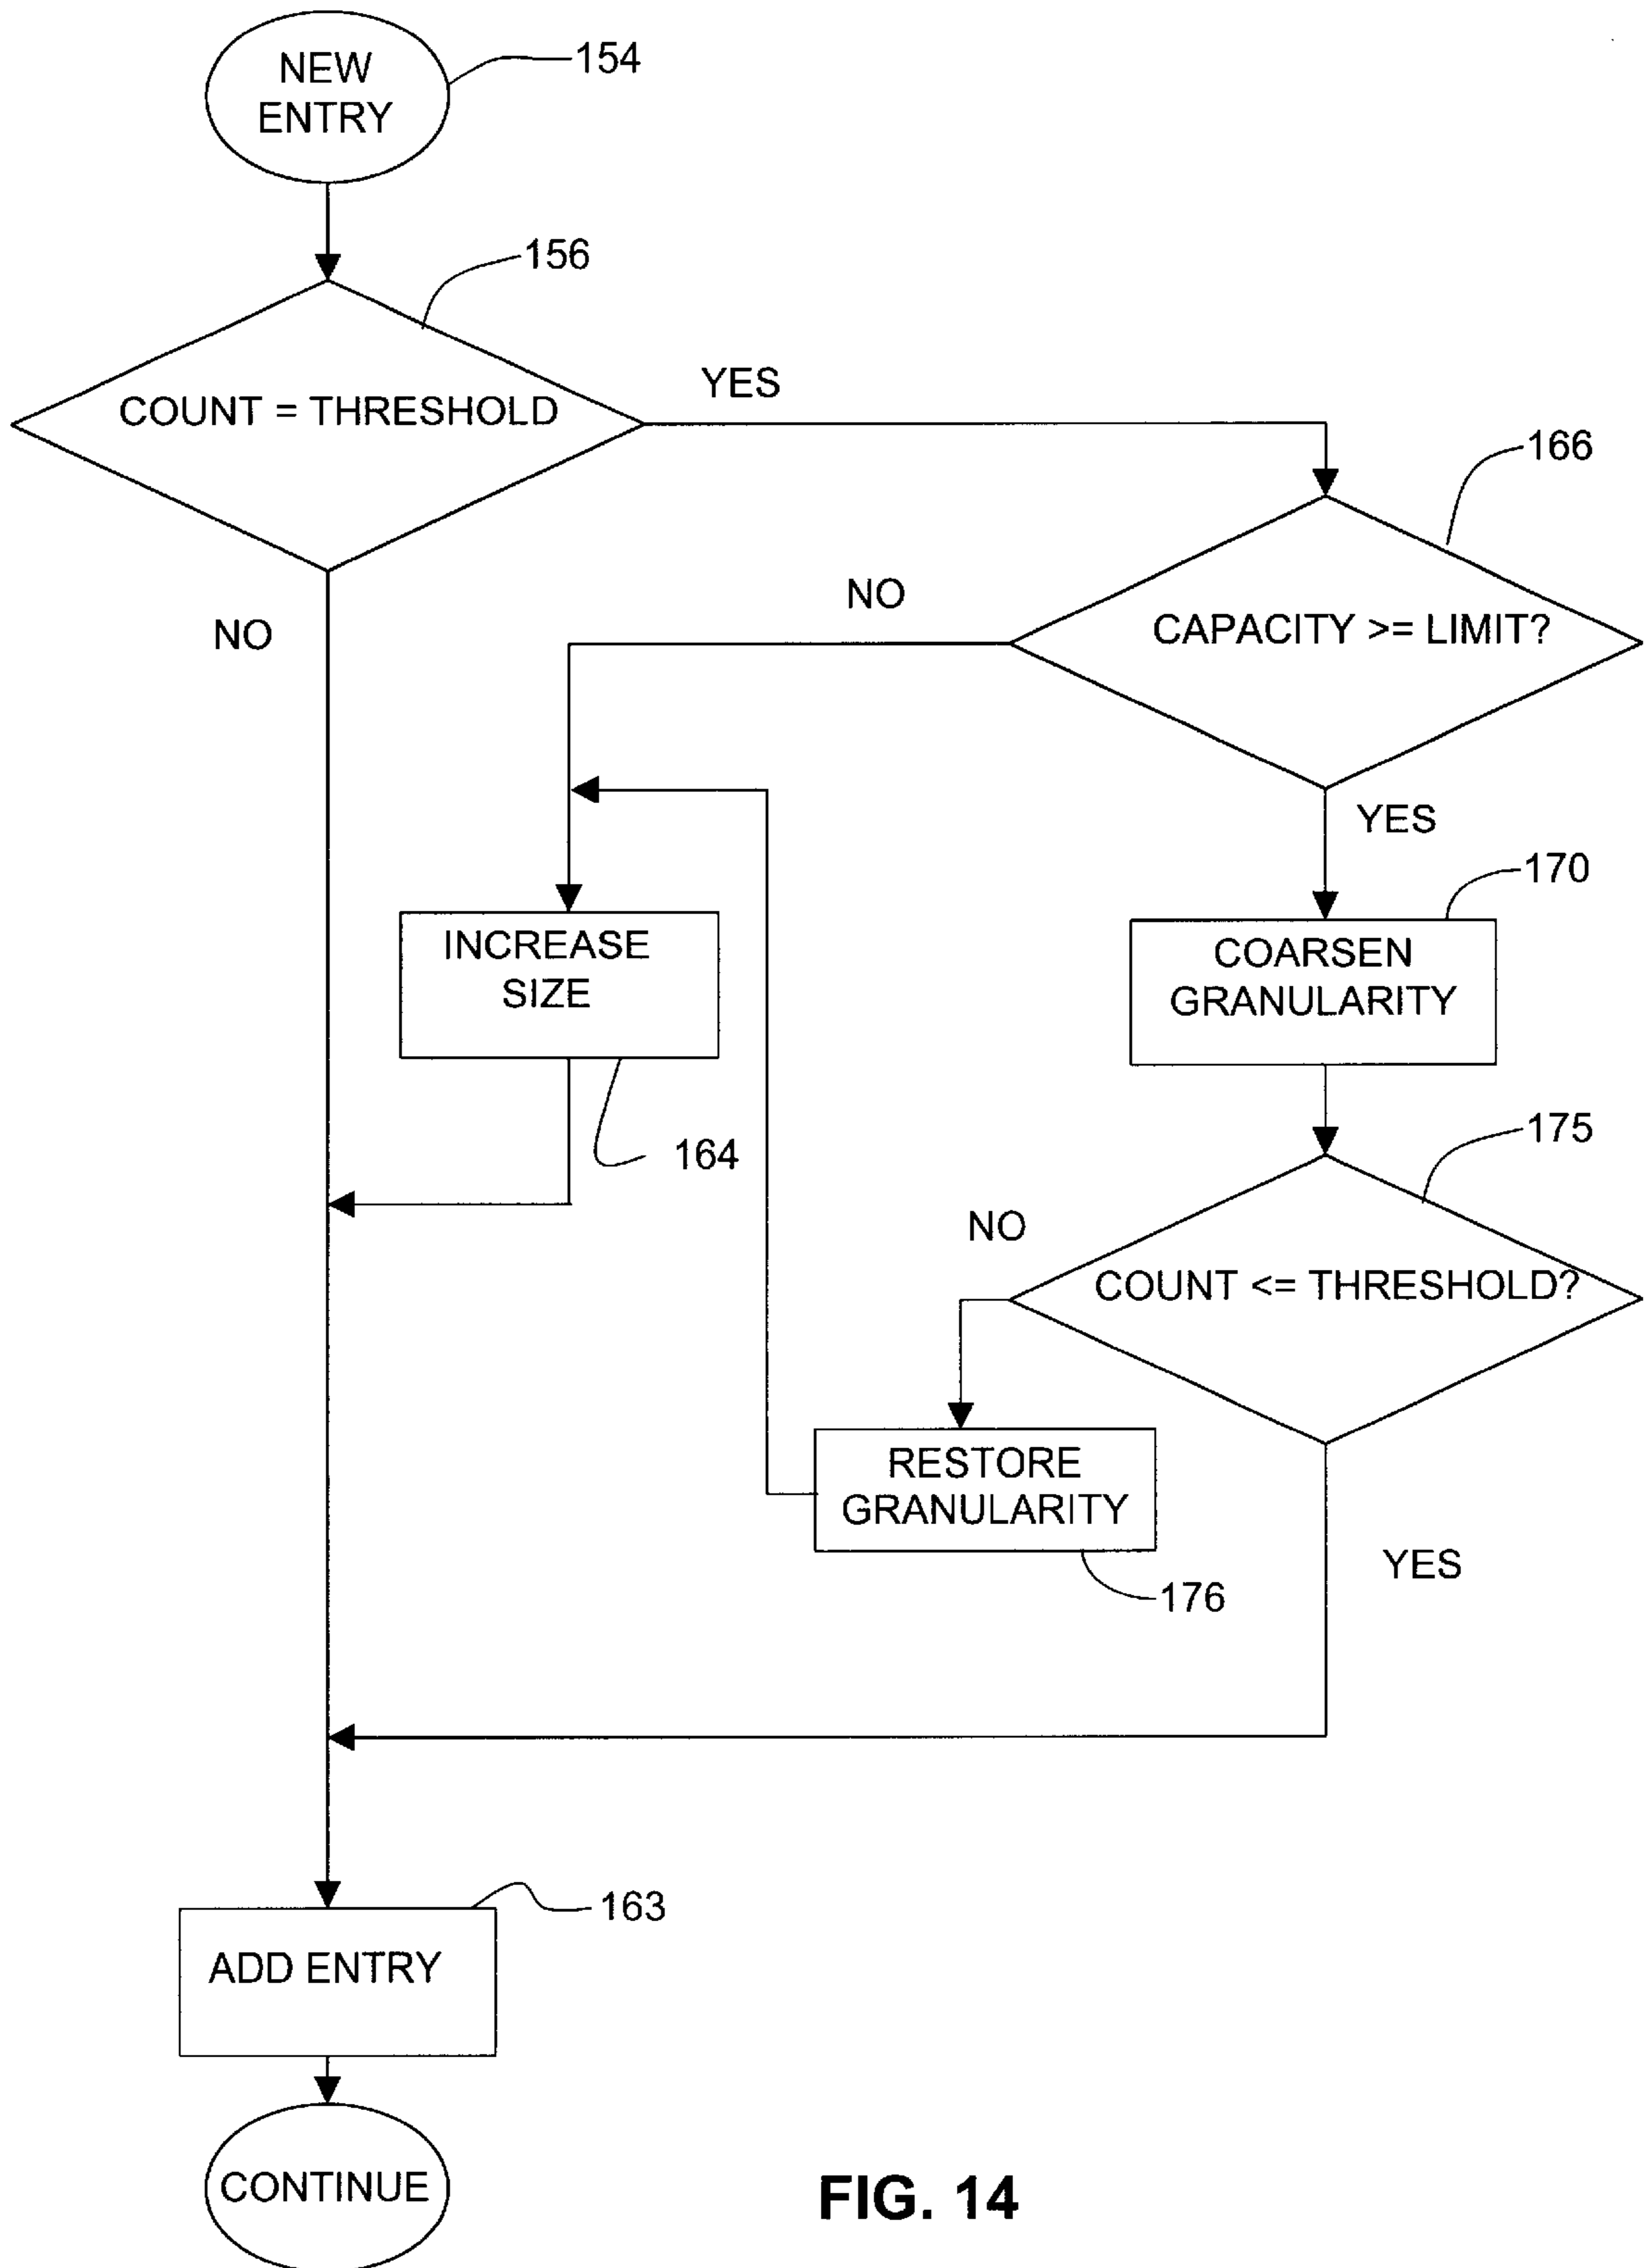 NEW
ENTRY
154
156
COUNT = THRESHOLD
YES
166
NO
NO
CAPACITY >= LIMIT?
YES
170
INCREASE
SIZE
COARSEN
GRANULARITY
164
175
NO
COUNT <= THRESHOLD?
RESTORE
GRANULARITY
YES
176
163
ADD ENTRY
CONTINUE
FIG. 14